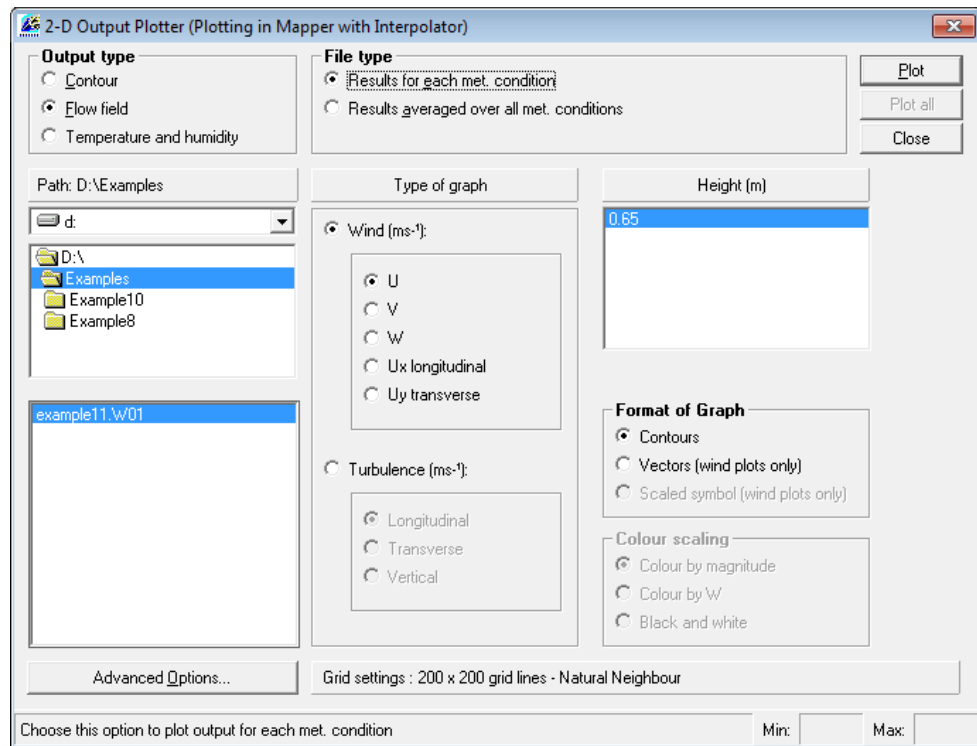 2-D Output Plotter (Plotting in Mapper with Interpolator)
Output type
Contour
Flow field
Temperature and humidity
File type
Results for each met. condition
Results averaged over all met. conditions
Plot
Plot all
Close
Path: D:\Examples
d:
D:\
Examples
Example10
Example8
example11.W01
Advanced Options...
Type of graph
Wind (ms-¹):
U
V
W
Ux longitudinal
Uy transverse
Turbulence (ms-¹):
Longitudinal
Transverse
Vertical
Height (m)
0.65
Format of Graph
Contours
Vectors (wind plots only)
Scaled symbol (wind plots only)
Colour scaling
Colour by magnitude
Colour by W
Black and white
Grid settings : 200 x 200 grid lines - Natural Neighbour
Choose this option to plot output for each met. condition
Min:
Max: